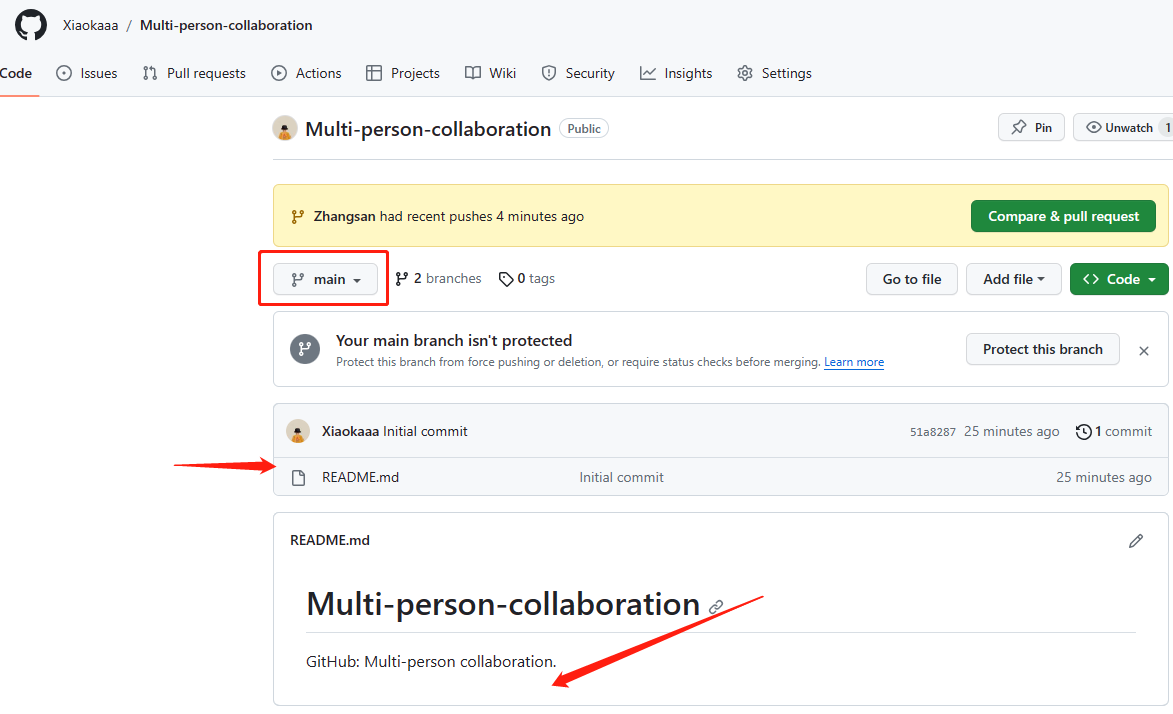 Xiaokaaa / Multi-person-collaboration
Code Issues Pull requests Actions Projects Wiki Security Insights Settings
Multi-person-collaboration Public Pin Unwatch 1
Zhangsan had recent pushes 4 minutes ago Compare & pull request
main 2 branches 0 tags Go to file Add file Code
Your main branch isn't protected
Protect this branch from force pushing or deletion, or require status checks before merging. Learn more
Protect this branch
Xiaokaaa Initial commit 51a8287 25 minutes ago 1 commit
README.md Initial commit 25 minutes ago
README.md
Multi-person-collaboration
GitHub: Multi-person collaboration.